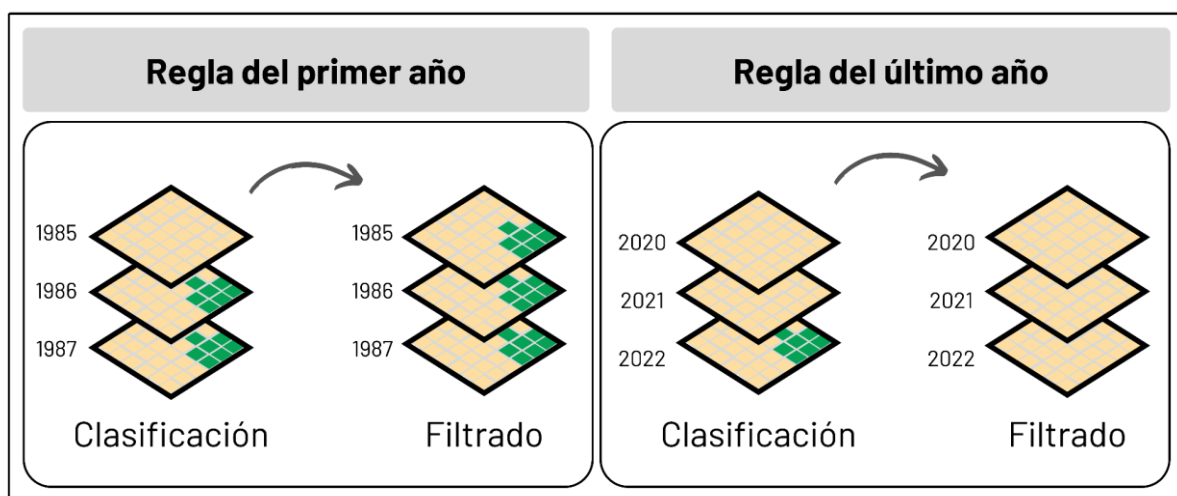 Regla del primer año
1985
1986
1987
Clasificación
1985
1986
1987
Filtrado
Regla del último año
2020
2021
2022
Clasificación
2020
2021
2022
Filtrado